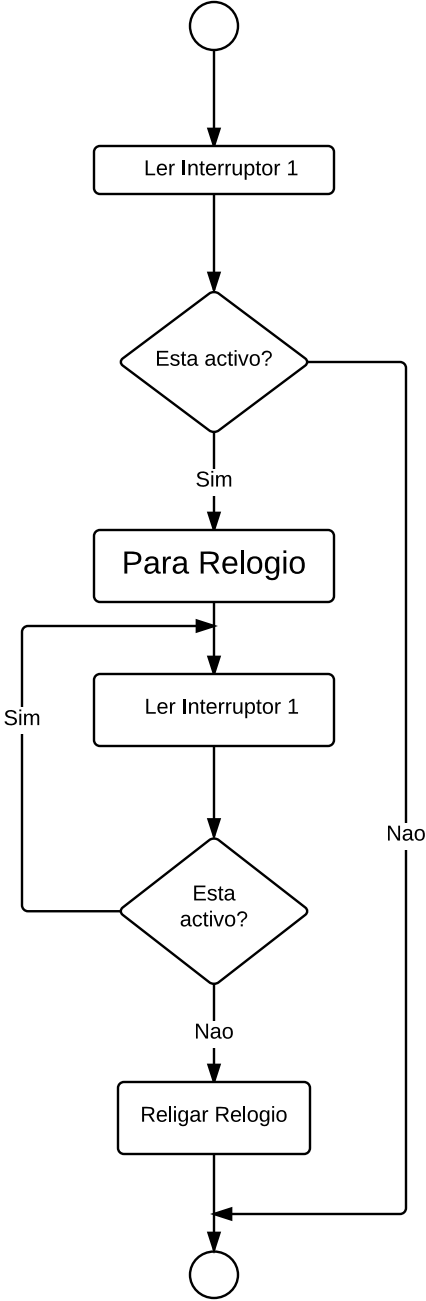 Ler Interruptor 1
Esta activo?
Sim
Para Relogio
Ler Interruptor 1
Sim
Nao
Esta
activo?
Nao
Religar Relogio